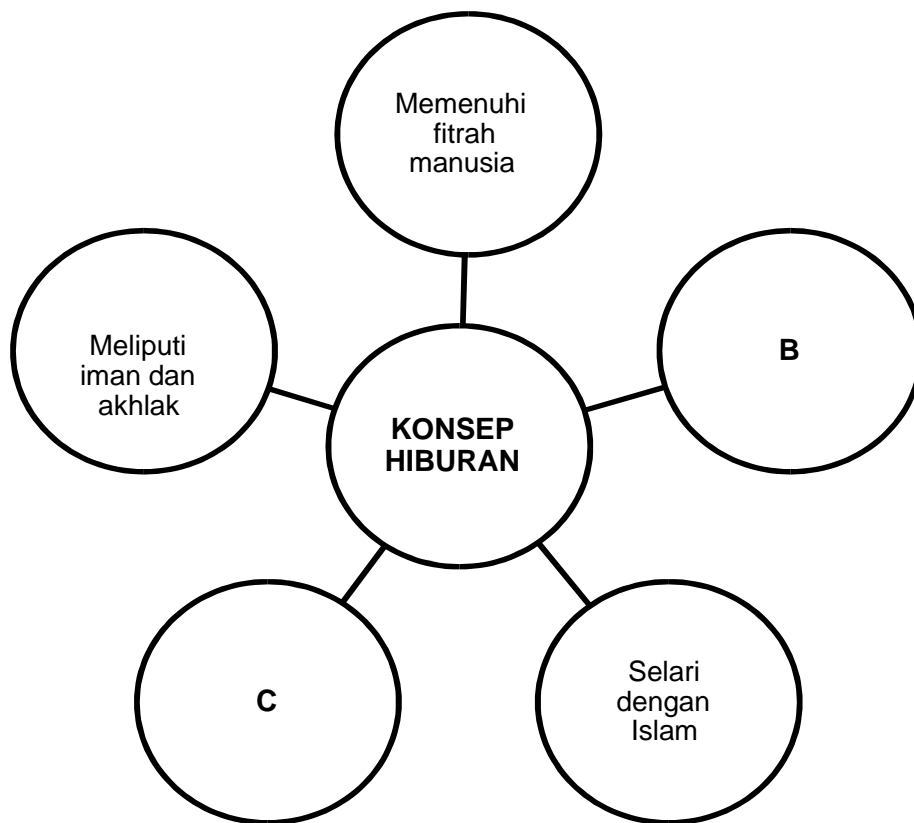 Memenuhi
fitrah
manusia
Meliputi
iman dan
akhlak
B
KONSEP
HIBURAN
C
Selari
dengan
Islam